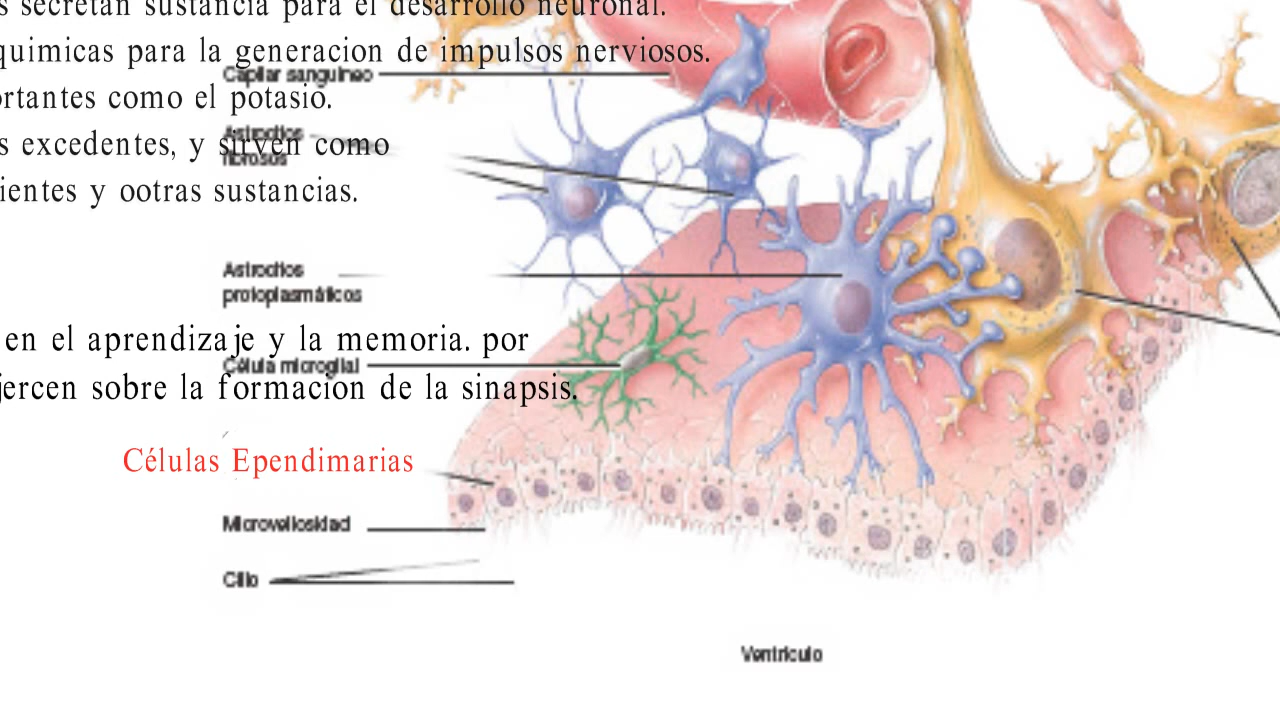 s secretan sustancia para el desarrollo neuronal.
quimicas para la generacion de impulsos nerviosos.
Capilar sanguíneo
ortantes como el potasio.
Astrocitos
s excedentes, y sirven como
fibrosos
ientes y ootras sustancias.
Astrocitos
protoplasmáticos
en el aprendizaje y la memoria. por
Célula microglial
jercen sobre la formacion de la sinapsis.
Células Ependimarias
Microvellosidad
Cilio
Ventrículo